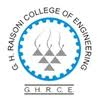 G. H. RAISONI COLLEGE OF ENGINEERING
G. H. R. C. E.